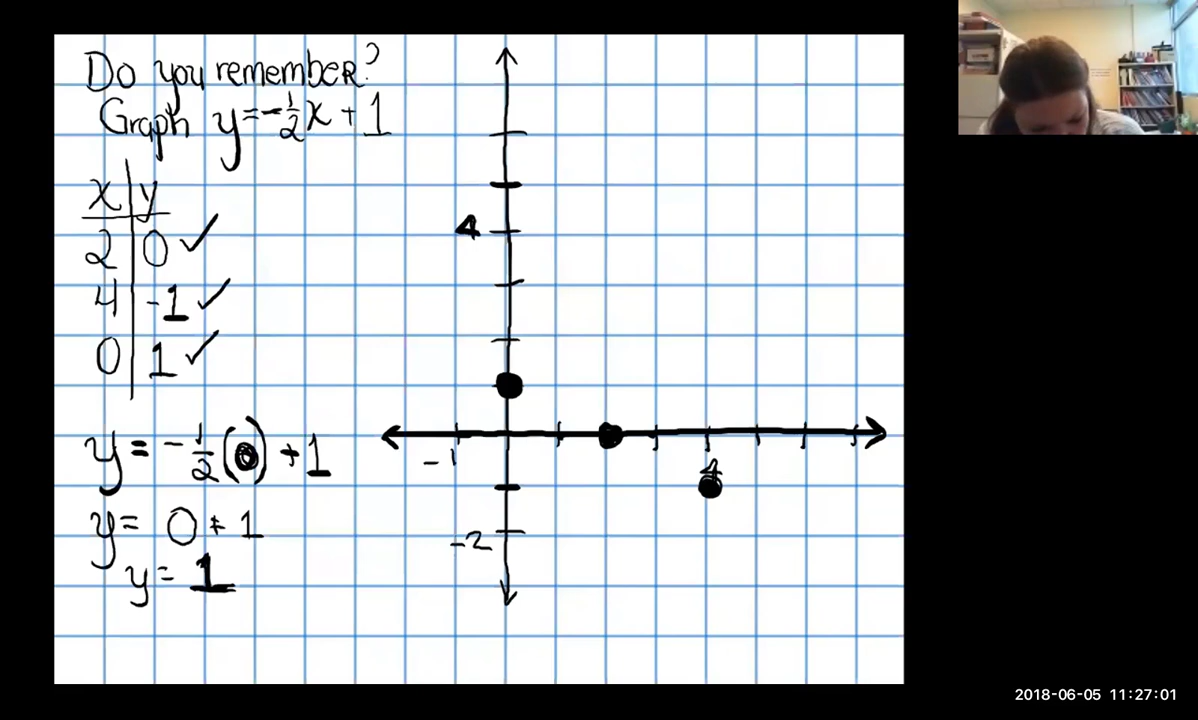 Do you remember?
Graph y=-½x+1
x y
2 0 ✓
4 -1 ✓
0 1 ✓
y = -½(0) + 1
y = 0 + 1
y = 1
4
-1
4
-2
2018-06-05 11:27:01